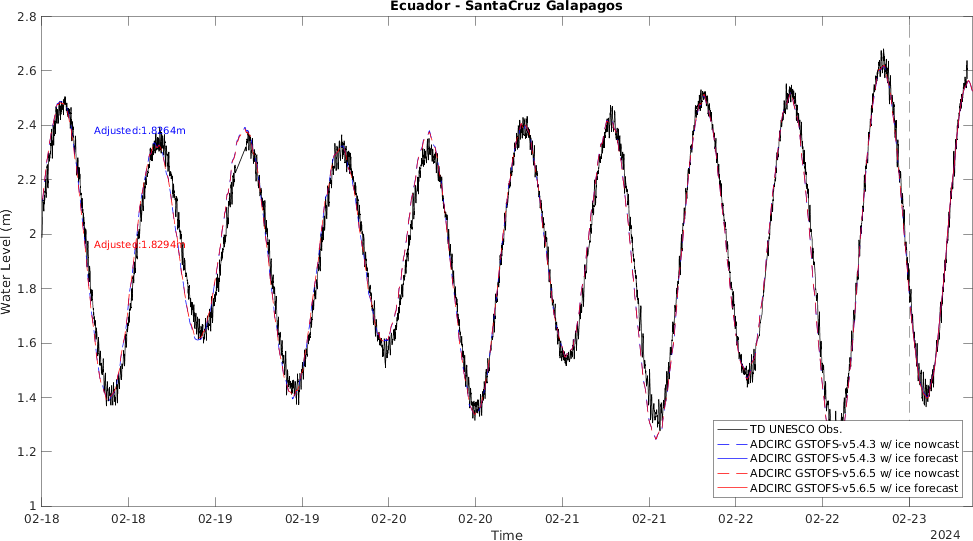 Ecuador - SantaCruz Galapagos
2.8
2.6
2.4
2.2
2
1.8
1.6
1.4
1.2
1
Water Level (m)
Adjusted:1.8264m
Adjusted:1.8294m
TD UNESCO Obs.
ADCIRC GSTOFS-v5.4.3 w/ ice nowcast
ADCIRC GSTOFS-v5.4.3 w/ ice forecast
ADCIRC GSTOFS-v5.6.5 w/ ice nowcast
ADCIRC GSTOFS-v5.6.5 w/ ice forecast
02-18 02-18 02-19 02-19 02-20 02-20 02-21 02-21 02-22 02-22 02-23
Time
2024